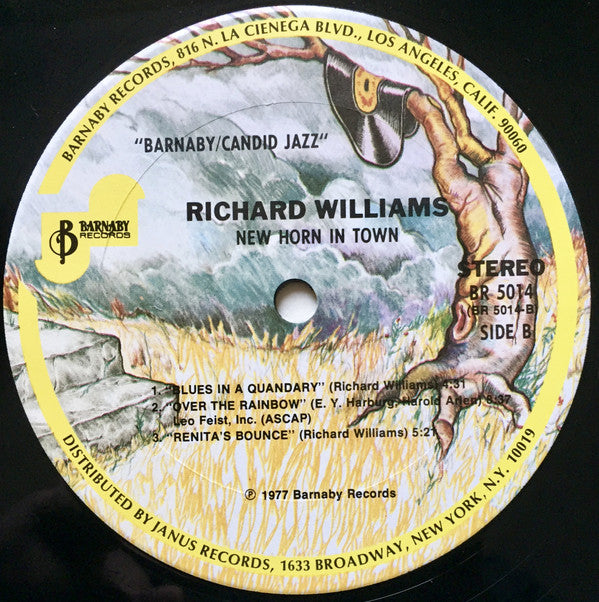 BARNABY RECORDS, 816 N. LA CIENEGA BLVD., LOS ANGELES, CALIF. 90060
"BARNABY/CANDID JAZZ"
RICHARD WILLIAMS
NEW HORN IN TOWN
B BARNABY
RECORDS
STEREO
BR 5014
(BR 5014-B)
SIDE B
1. "BLUES IN A QUANDARY" (Richard Williams) 4:31
2. "OVER THE RAINBOW" (E. Y. Harburg, Harold Arlen) 6:37
Leo Feist, Inc. (ASCAP)
3. "RENITA'S BOUNCE" (Richard Williams) 5:21
℗ 1977 Barnaby Records
DISTRIBUTED BY JANUS RECORDS, 1633 BROADWAY, NEW YORK, N.Y. 10019